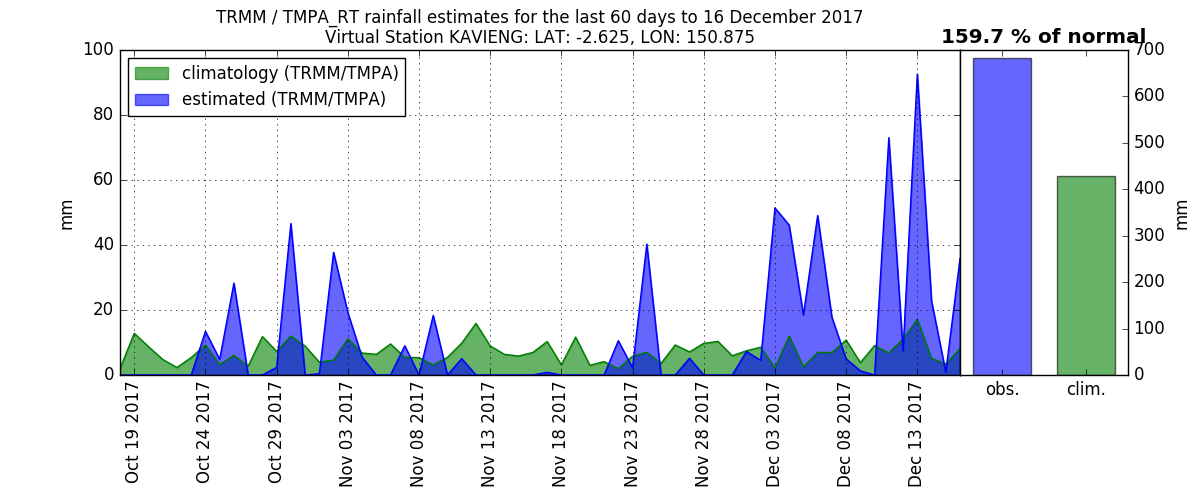 TRMM / TMPA_RT rainfall estimates for the last 60 days to 16 December 2017
Virtual Station KAVIENG: LAT: -2.625, LON: 150.875
159.7 % of normal
climatology (TRMM/TMPA)
estimated (TRMM/TMPA)
100
80
60
40
20
0
mm
Oct 19 2017
Oct 24 2017
Oct 29 2017
Nov 03 2017
Nov 08 2017
Nov 13 2017
Nov 18 2017
Nov 23 2017
Nov 28 2017
Dec 03 2017
Dec 08 2017
Dec 13 2017
700
600
500
400
300
200
100
0
mm
obs.
clim.